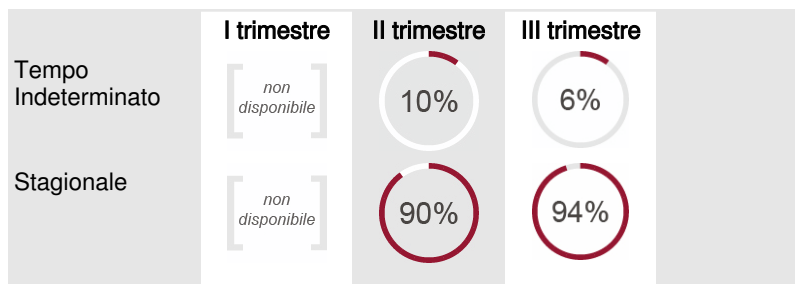 I trimestre II trimestre III trimestre
Tempo
Indeterminato
non
disponibile
10%
6%
Stagionale
non
disponibile
90%
94%